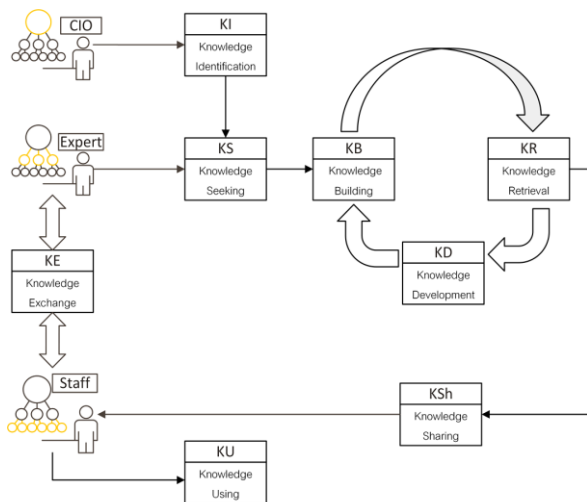 CIO
KI
Knowledge
Identification
Expert
KS
Knowledge
Seeking
KB
Knowledge
Building
KR
Knowledge
Retrieval
KD
Knowledge
Development
KE
Knowledge
Exchange
Staff
KSh
Knowledge
Sharing
KU
Knowledge
Using